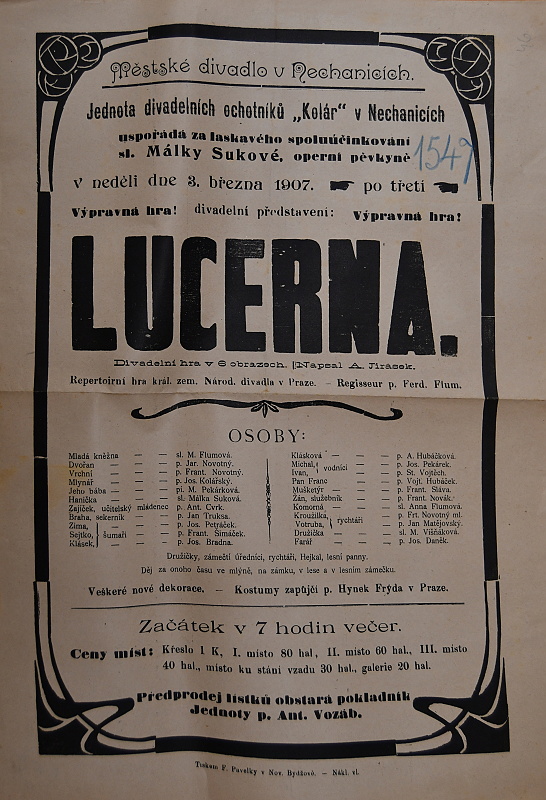 Městské divadlo v Nechanicích.
Jednota divadelních ochotníků „Kolár" v Nechanicích
uspořádá za laskavého spoluúčinkování
sl. Málky Sukové, operní pěvkyně
1549
v neděli dne 3. března 1907. po třetí
Výpravná hra! divadelní představení: Výpravná hra!
LUCERNA.
Divadelní hra v 6 obrazech. Napsal A. Jirásek.
Repertoirní hra král. zem. Národ. divadla v Praze. – Regisseur p. Ferd. Flum.
OSOBY:
Mladá kněžna — — sl. M. Flumová.
Dvořan — — — p. Jar. Novotný.
Vrchní — — — p. Frant. Novotný.
Mlynář — — — p. Jos. Kolářský.
Jeho bába — — — pí. M. Pekárková.
Hanička — — — sl. Málka Suková.
Zajíček, učitelský mládenec p. Ant. Cvrk.
Braha, sekerník — — p. Jan Truksa.
Zima, — — p. Jos. Petráček.
Sejtko, šumaři — — p. Frant. Šimáček.
Klásek, — — p. Jos. Bradna.
Klásková — — — p. A. Hubáčková.
Michal, vodníci — — p. Jos. Pekárek.
Ivan, — — p. St. Vojtěch.
Pan Franc — — — p. Vojt. Hubáček.
Mušketýr — — — p. Frant. Sláva.
Zán, služebník — — p. Frant. Novák.
Komorná — — — sl. Anna Flumová.
Kroužilka, rychtáři — — p. Frt. Novotný ml.
Votruba, — — p. Jan Matějovský.
Družička — — — sl. M. Višňáková.
Farář — — — p. Jos. Daněk.
Družičky, zámečtí úředníci, rychtáři, Hejkal, lesní panny.
Děj za onoho času ve mlýně, na zámku, v lese a v lesním zámečku.
Veškeré nové dekorace. – Kostumy zapůjčí p. Hynek Frýda v Praze.
Začátek v 7 hodin večer.
Ceny míst: Křeslo 1 K, I. místo 80 hal, II. místo 60 hal., III. místo
40 hal., místo ku stání vzadu 30 hal., galerie 20 hal.
Předprodej lístků obstará pokladník
Jednoty p. Ant. Vozáb.
Tiskem F. Pavelky v Nov. Bydžově. – Nákl. vl.